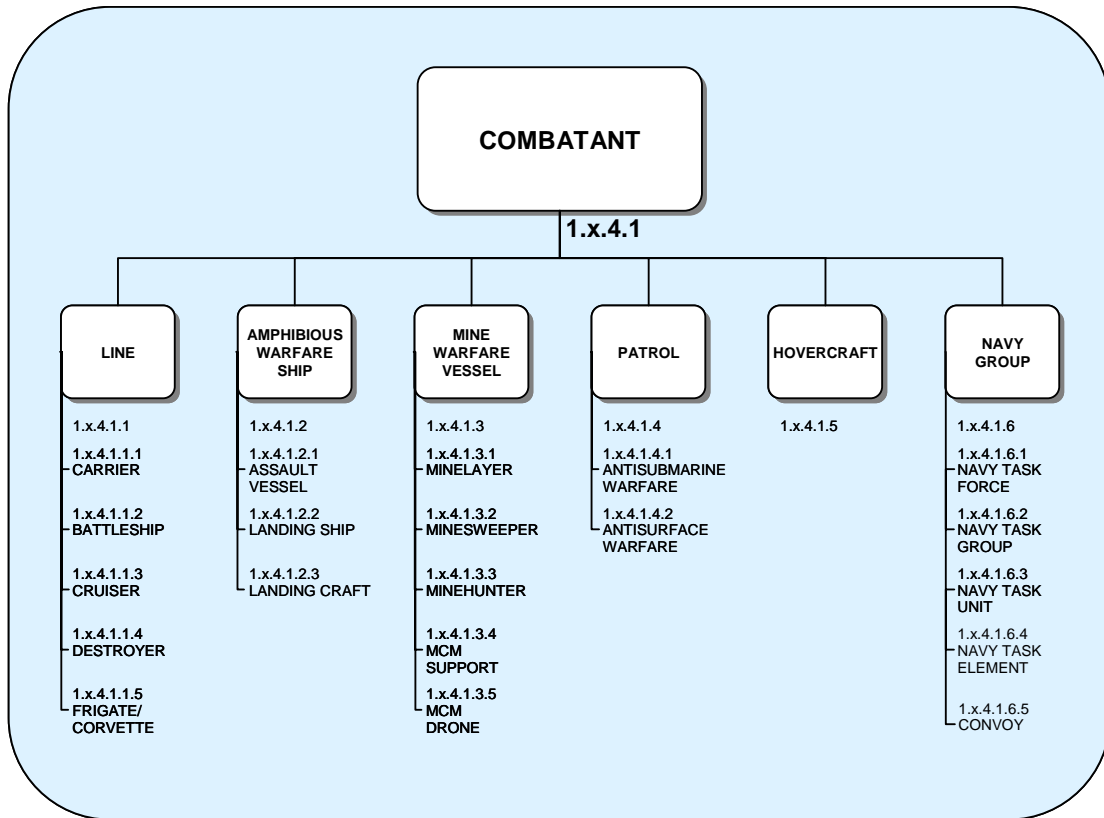 COMBATANT
1.x.4.1
LINE
1.x.4.1.1
1.x.4.1.1.1
CARRIER
1.x.4.1.1.2
BATTLESHIP
1.x.4.1.1.3
CRUISER
1.x.4.1.1.4
DESTROYER
1.x.4.1.1.5
FRIGATE/
CORVETTE
AMPHIBIOUS
WARFARE
SHIP
1.x.4.1.2
1.x.4.1.2.1
ASSAULT
VESSEL
1.x.4.1.2.2
LANDING SHIP
1.x.4.1.2.3
LANDING CRAFT
MINE
WARFARE
VESSEL
1.x.4.1.3
1.x.4.1.3.1
MINELAYER
1.x.4.1.3.2
MINESWEEPER
1.x.4.1.3.3
MINEHUNTER
1.x.4.1.3.4
MCM
SUPPORT
1.x.4.1.3.5
MCM
DRONE
PATROL
1.x.4.1.4
1.x.4.1.4.1
ANTISUBMARINE
WARFARE
1.x.4.1.4.2
ANTISURFACE
WARFARE
HOVERCRAFT
1.x.4.1.5
NAVY
GROUP
1.x.4.1.6
1.x.4.1.6.1
NAVY TASK
FORCE
1.x.4.1.6.2
NAVY TASK
GROUP
1.x.4.1.6.3
NAVY TASK
UNIT
1.x.4.1.6.4
NAVY TASK
ELEMENT
1.x.4.1.6.5
CONVOY